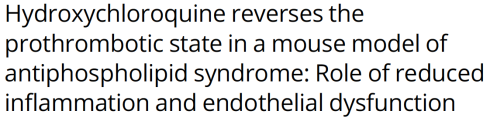 Hydroxychloroquine reverses the
prothrombotic state in a mouse model of
antiphospholipid syndrome: Role of reduced
inflammation and endothelial dysfunction